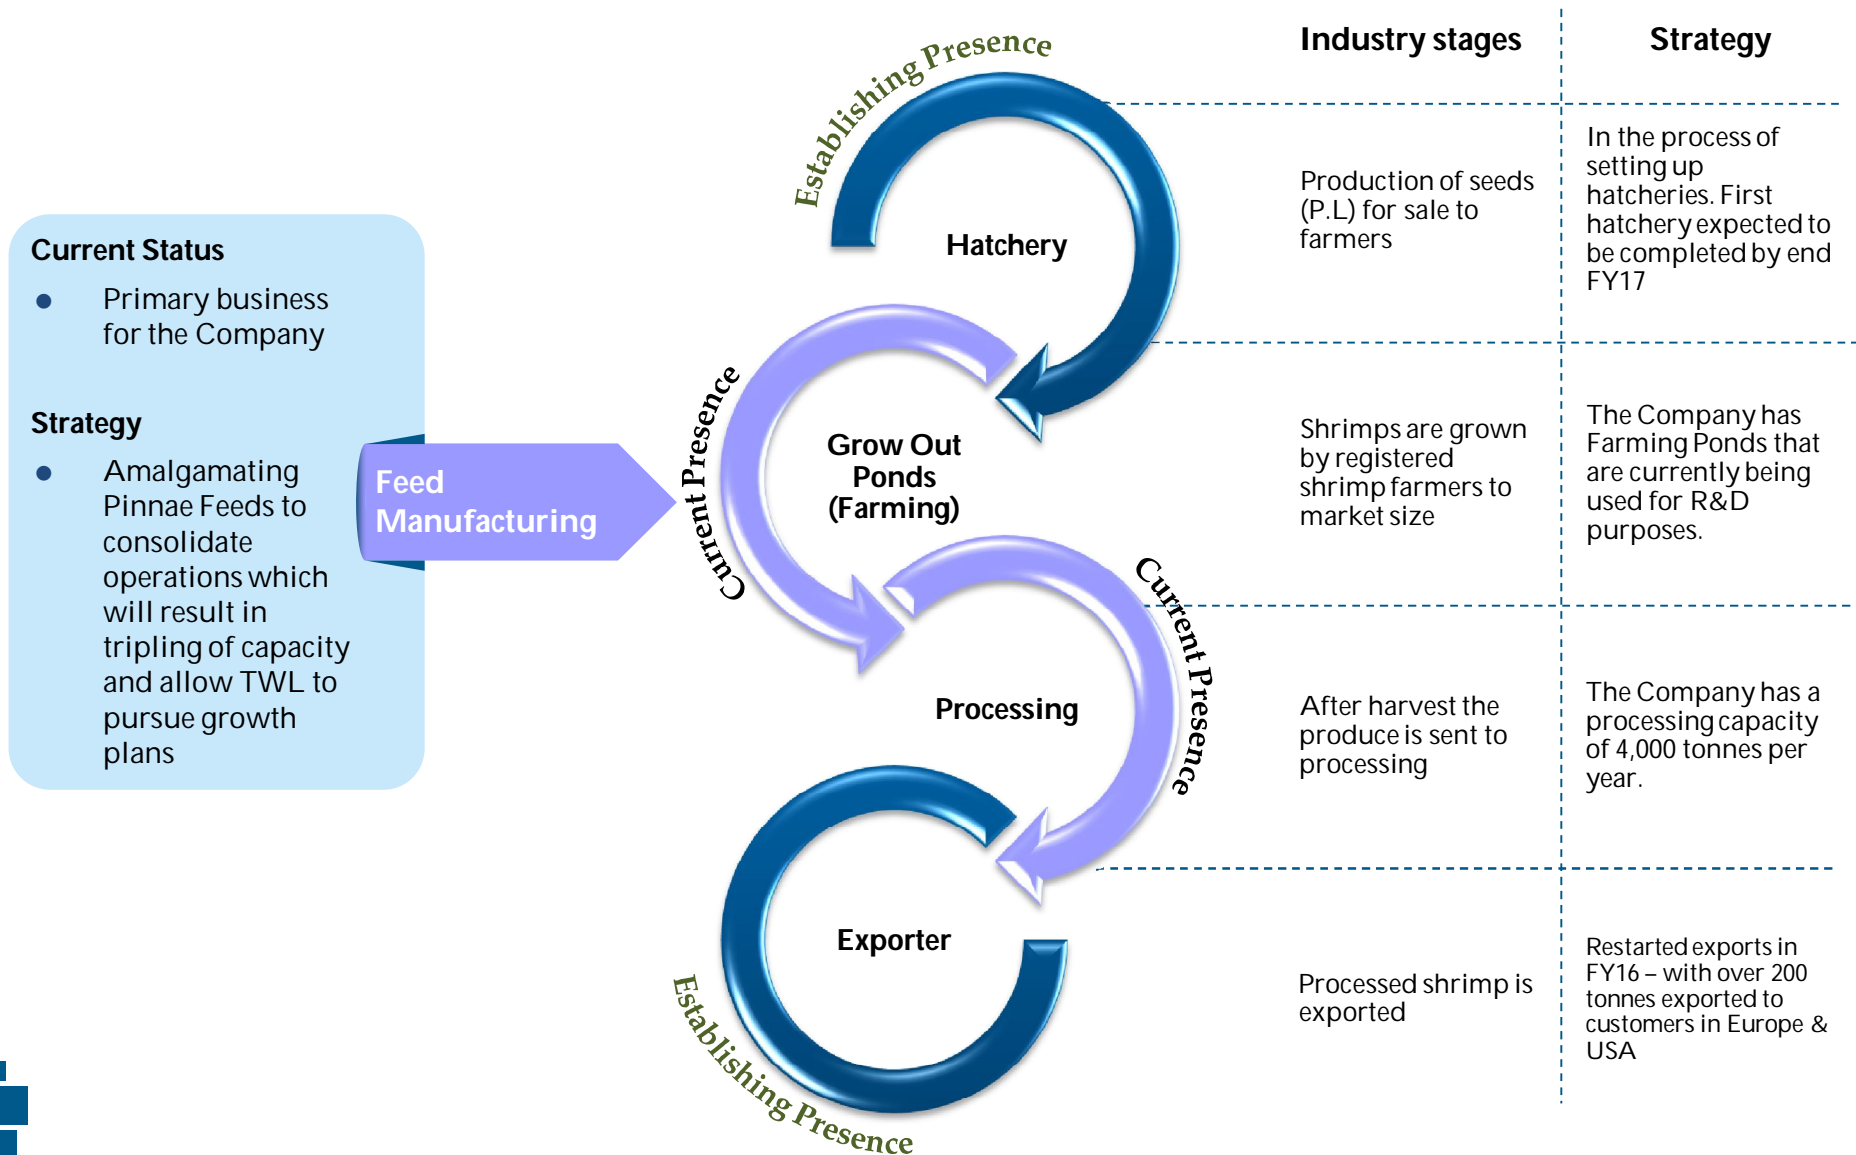 Current Status
● Primary business
for the Company
Strategy
● Amalgamating
Pinnae Feeds to
consolidate
operations which
will result in
tripling of capacity
and allow TWL to
pursue growth
plans
Feed
Manufacturing
Establishing Presence
Hatchery
Current Presence
Grow Out
Ponds
(Farming)
Current Presence
Processing
Exporter
Establishing Presence
Industry stages
Strategy
Production of seeds
(P.L) for sale to
farmers
In the process of
setting up
hatcheries. First
hatchery expected to
be completed by end
FY17
Shrimps are grown
by registered
shrimp farmers to
market size
The Company has
Farming Ponds that
are currently being
used for R&D
purposes.
After harvest the
produce is sent to
processing
The Company has a
processing capacity
of 4,000 tonnes per
year.
Processed shrimp is
exported
Restarted exports in
FY16 – with over 200
tonnes exported to
customers in Europe &
USA